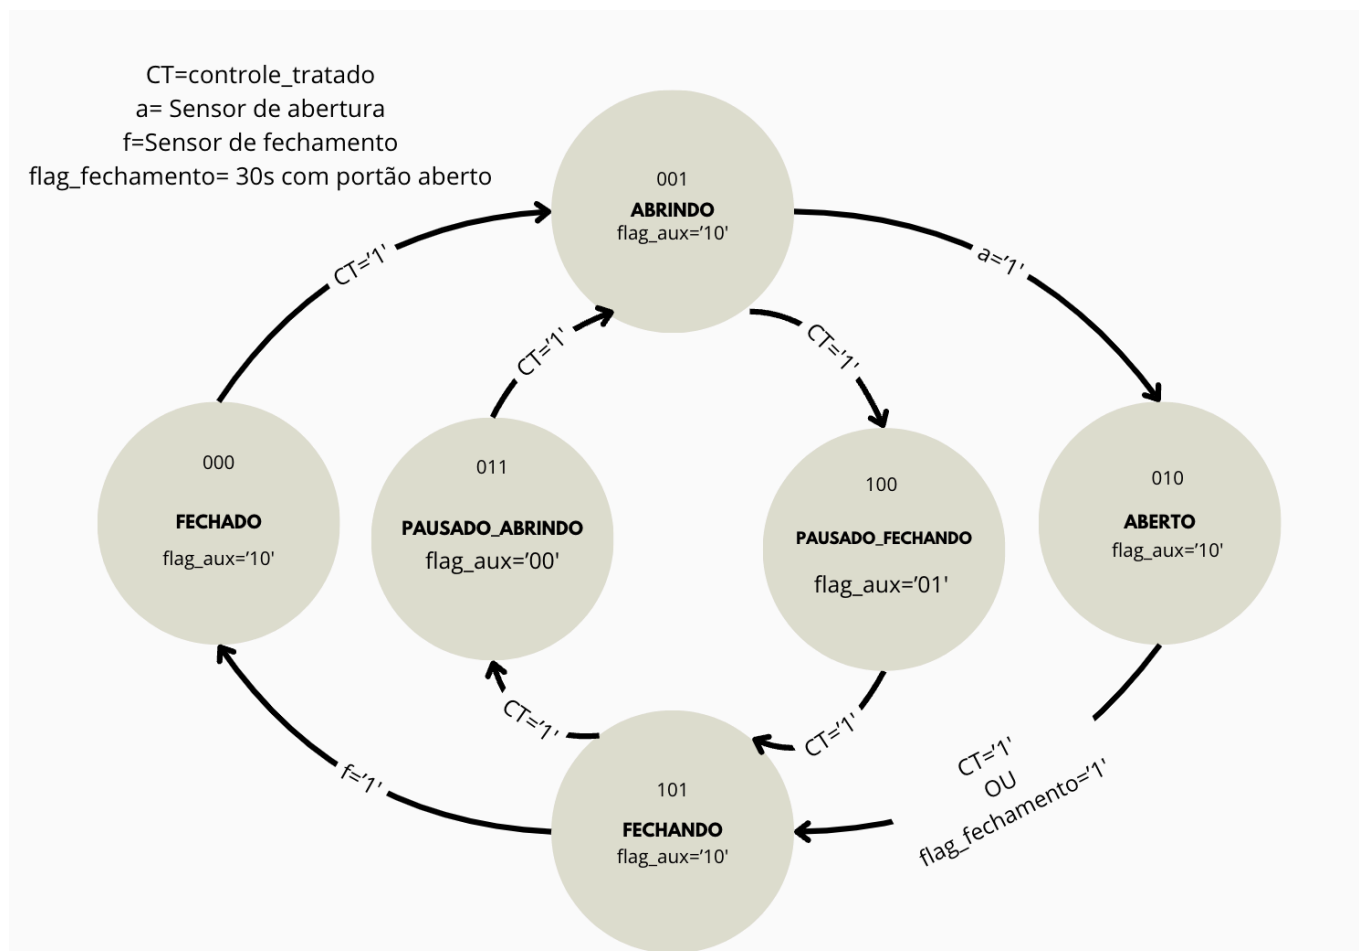 CT=controle_tratado
a= Sensor de abertura
f=Sensor de fechamento
flag_fechamento= 30s com portão aberto
001
ABRINDO
flag_aux=’10'
CT=’1'
a=’1'
CT=’1'
CT=’1'
000
FECHADO
flag_aux=’10'
011
PAUSADO_ABRINDO
flag_aux=’00'
100
PAUSADO_FECHANDO
flag_aux=’01'
010
ABERTO
flag_aux=’10'
CT=’1'
CT=’1'
CT=’1'
OU
flag_fechamento=’1'
f=’1'
101
FECHANDO
flag_aux=’10'